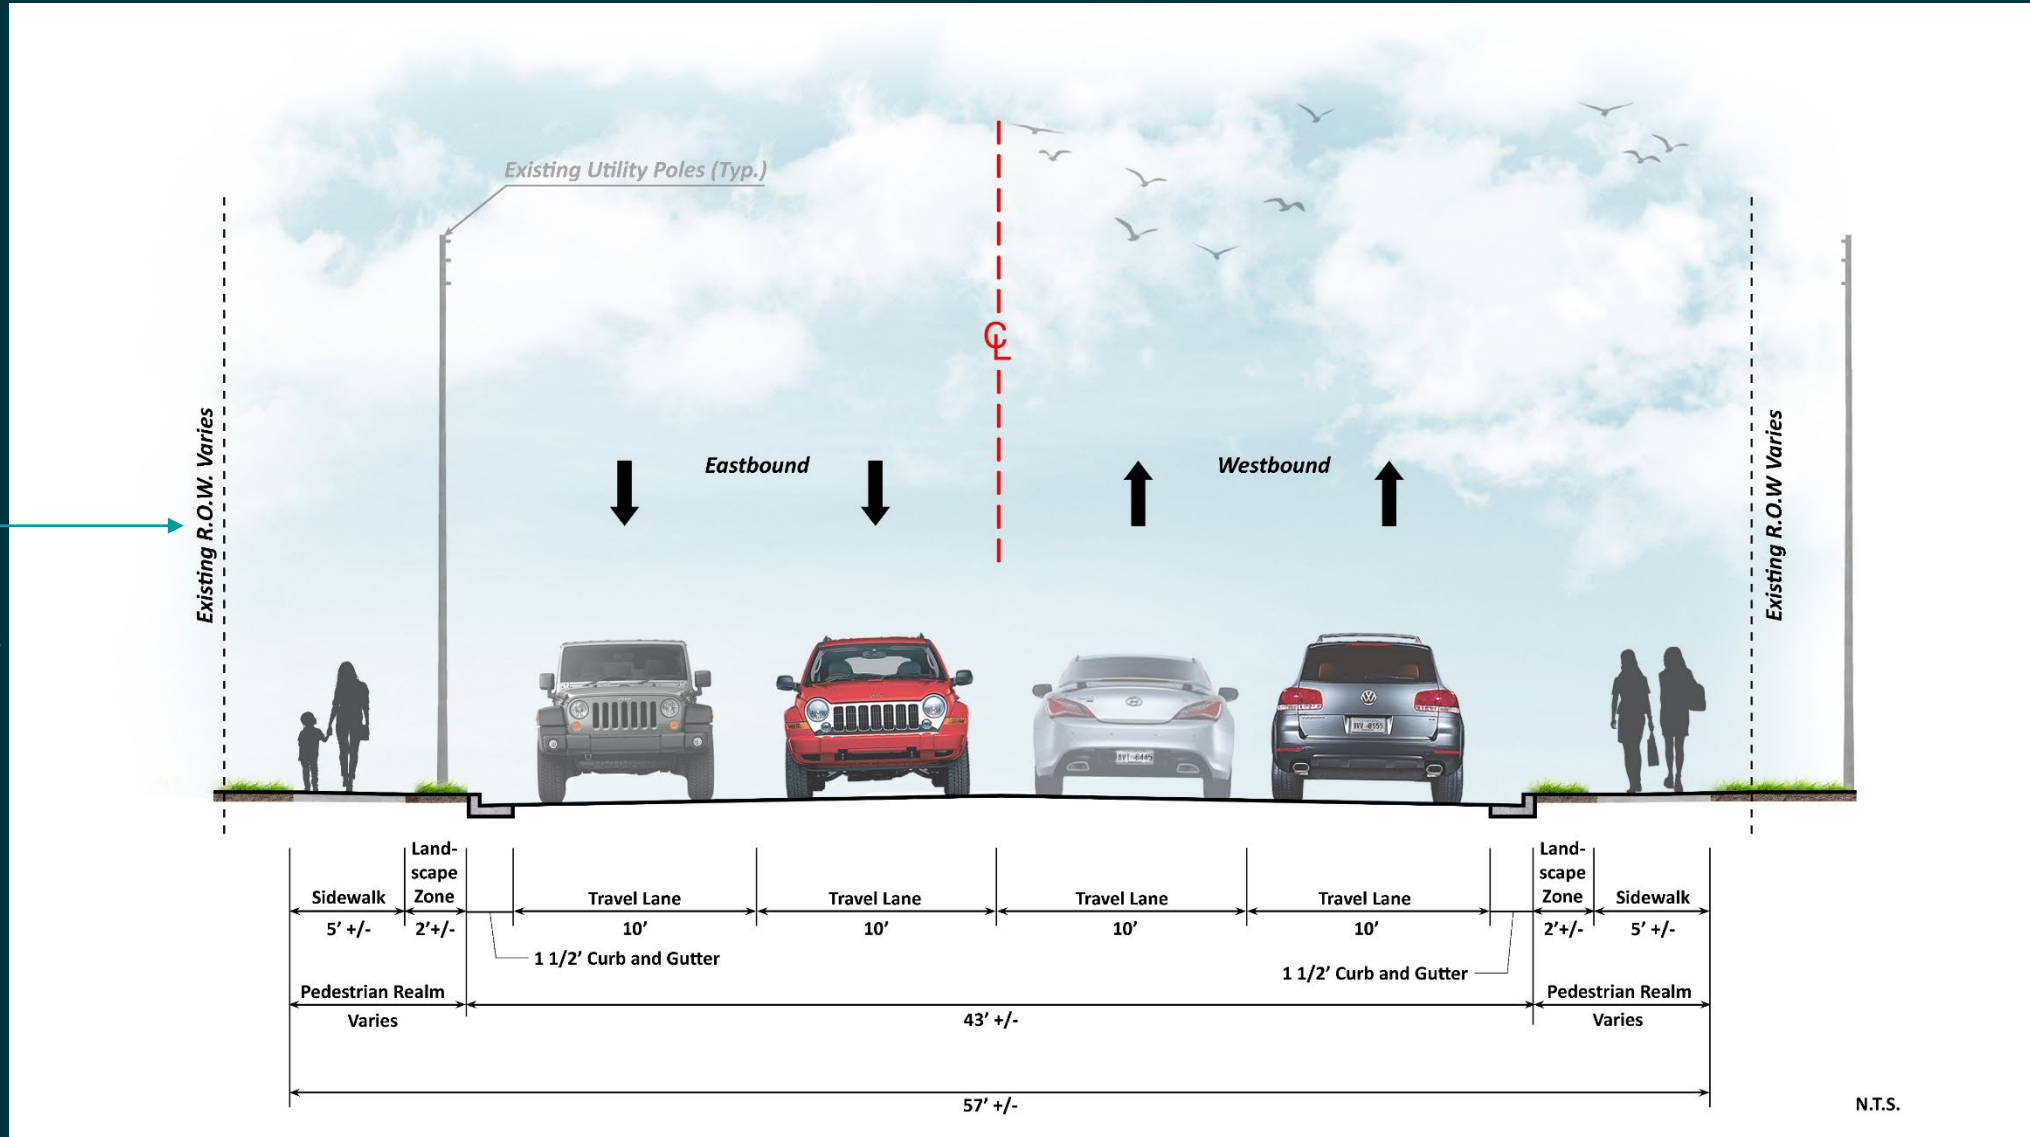 Existing Utility Poles (Typ.)
℄
Existing R.O.W. Varies
Eastbound
Westbound
Existing R.O.W Varies
Land-
scape
Zone
Sidewalk
Travel Lane
Travel Lane
Travel Lane
Travel Lane
Land-
scape
Zone
Sidewalk
5’ +/-
2’+/-
10’
10’
10’
10’
2’+/-
5’ +/-
1 1/2’ Curb and Gutter
1 1/2’ Curb and Gutter
Pedestrian Realm
Varies
43’ +/-
Pedestrian Realm
Varies
57’ +/-
N.T.S.